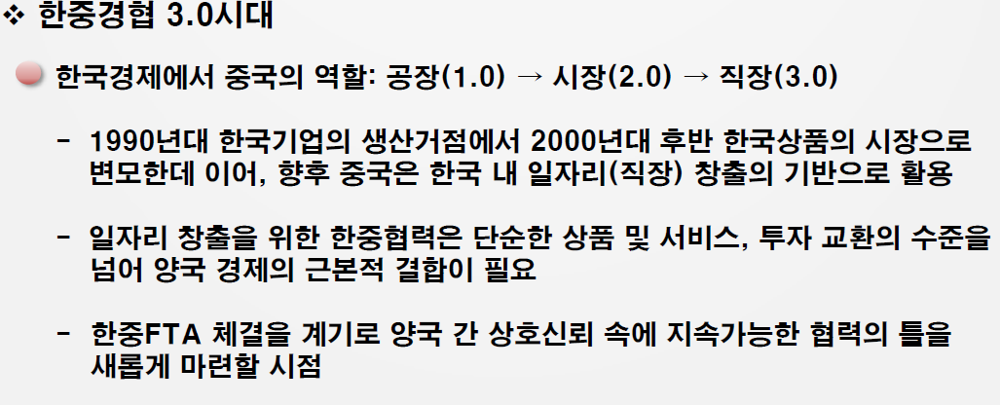 ❖ 한중경협 3.0시대
한국경제에서 중국의 역할: 공장(1.0) → 시장(2.0) → 직장(3.0)
- 1990년대 한국기업의 생산거점에서 2000년대 후반 한국상품의 시장으로
변모한데 이어, 향후 중국은 한국 내 일자리(직장) 창출의 기반으로 활용
- 일자리 창출을 위한 한중협력은 단순한 상품 및 서비스, 투자 교환의 수준을
넘어 양국 경제의 근본적 결합이 필요
- 한중FTA 체결을 계기로 양국 간 상호신뢰 속에 지속가능한 협력의 틀을
새롭게 마련할 시점